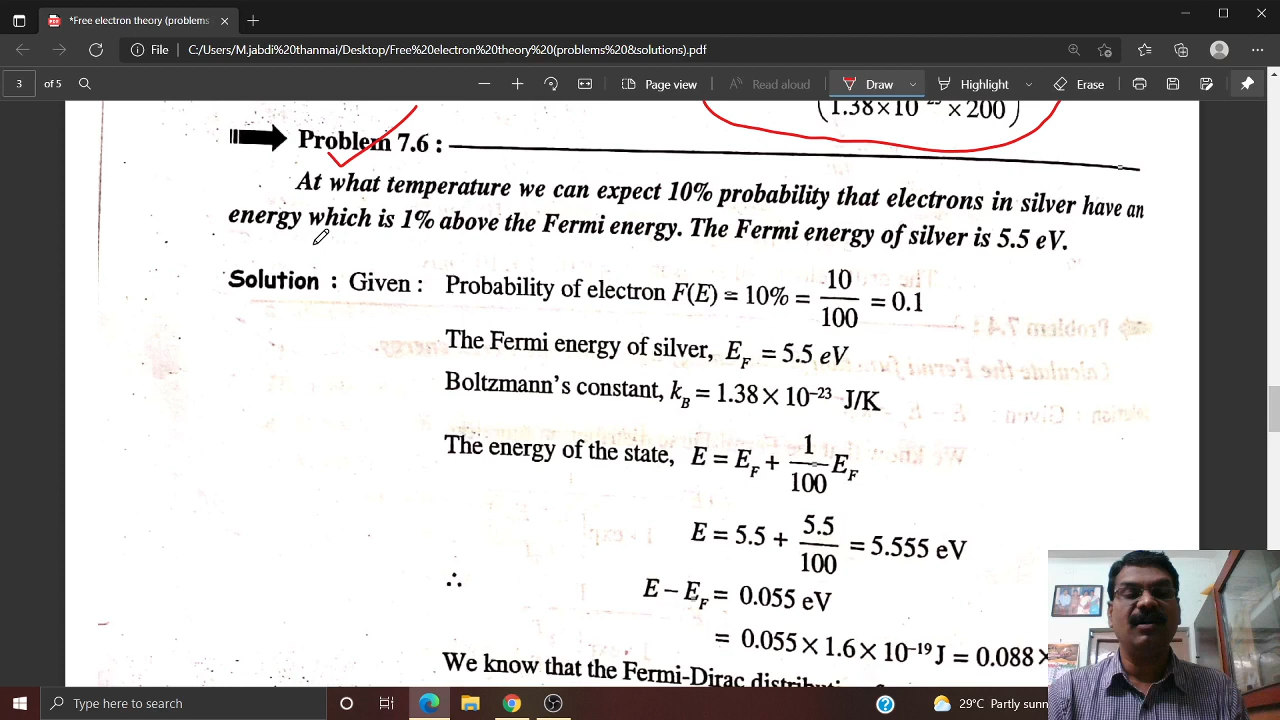 *Free electron theory (problems
File
C:/Users/M.jabdi%20thanmai/Desktop/Free%20electron%20theory%20(problems%20&solutions).pdf
3 of 5
Page view
Read aloud
Draw
Highlight
Erase
(1.38×10⁻²³ ×200)
Problem 7.6 :
At what temperature we can expect 10% probability that electrons in silver have an
energy which is 1% above the Fermi energy. The Fermi energy of silver is 5.5 eV.
Solution : Given : Probability of electron F(E) = 10% = 10/100 = 0.1
The Fermi energy of silver, E_F = 5.5 eV
Boltzmann's constant, k_B = 1.38 × 10⁻²³ J/K
The energy of the state, E = E_F + 1/100 E_F
E = 5.5 + 5.5/100 = 5.555 eV
∴ E – E_F = 0.055 eV
= 0.055 × 1.6 × 10⁻¹⁹ J = 0.088×
We know that the Fermi-Dirac
Type here to search
29°C Partly sunn